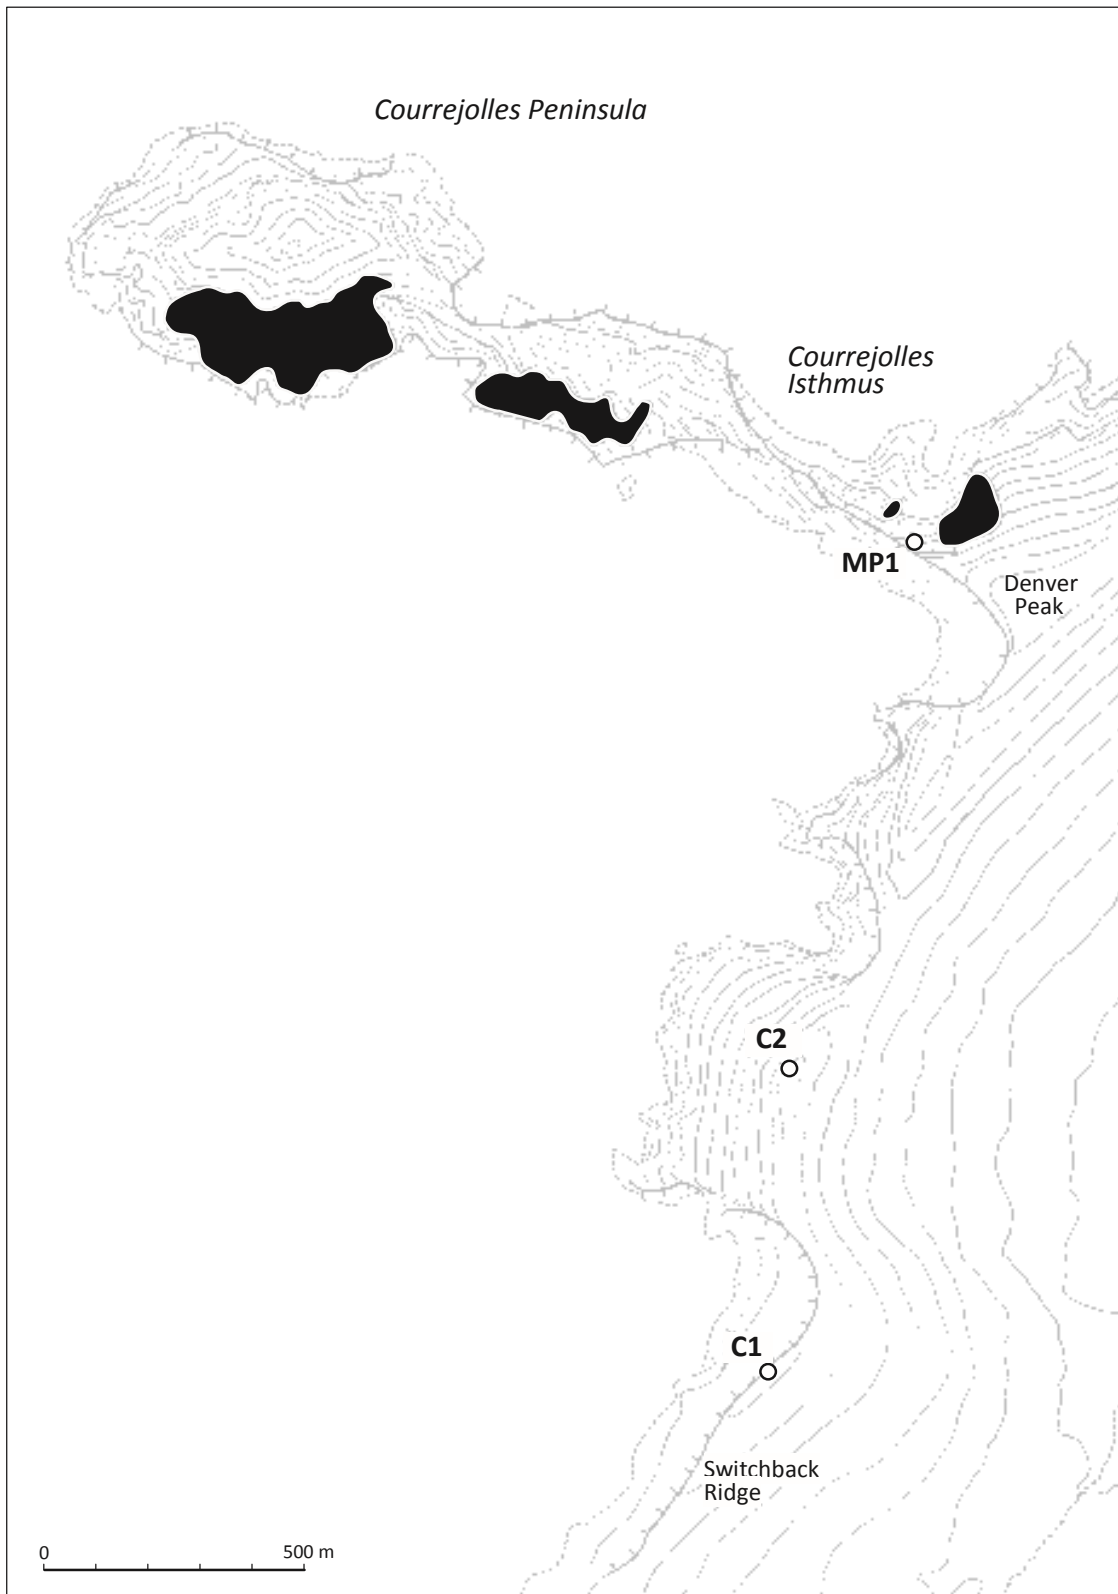 Courrejolles Peninsula
Courrejolles
Isthmus
MP1
Denver
Peak
C2
C1
Switchback
Ridge
0
500 m